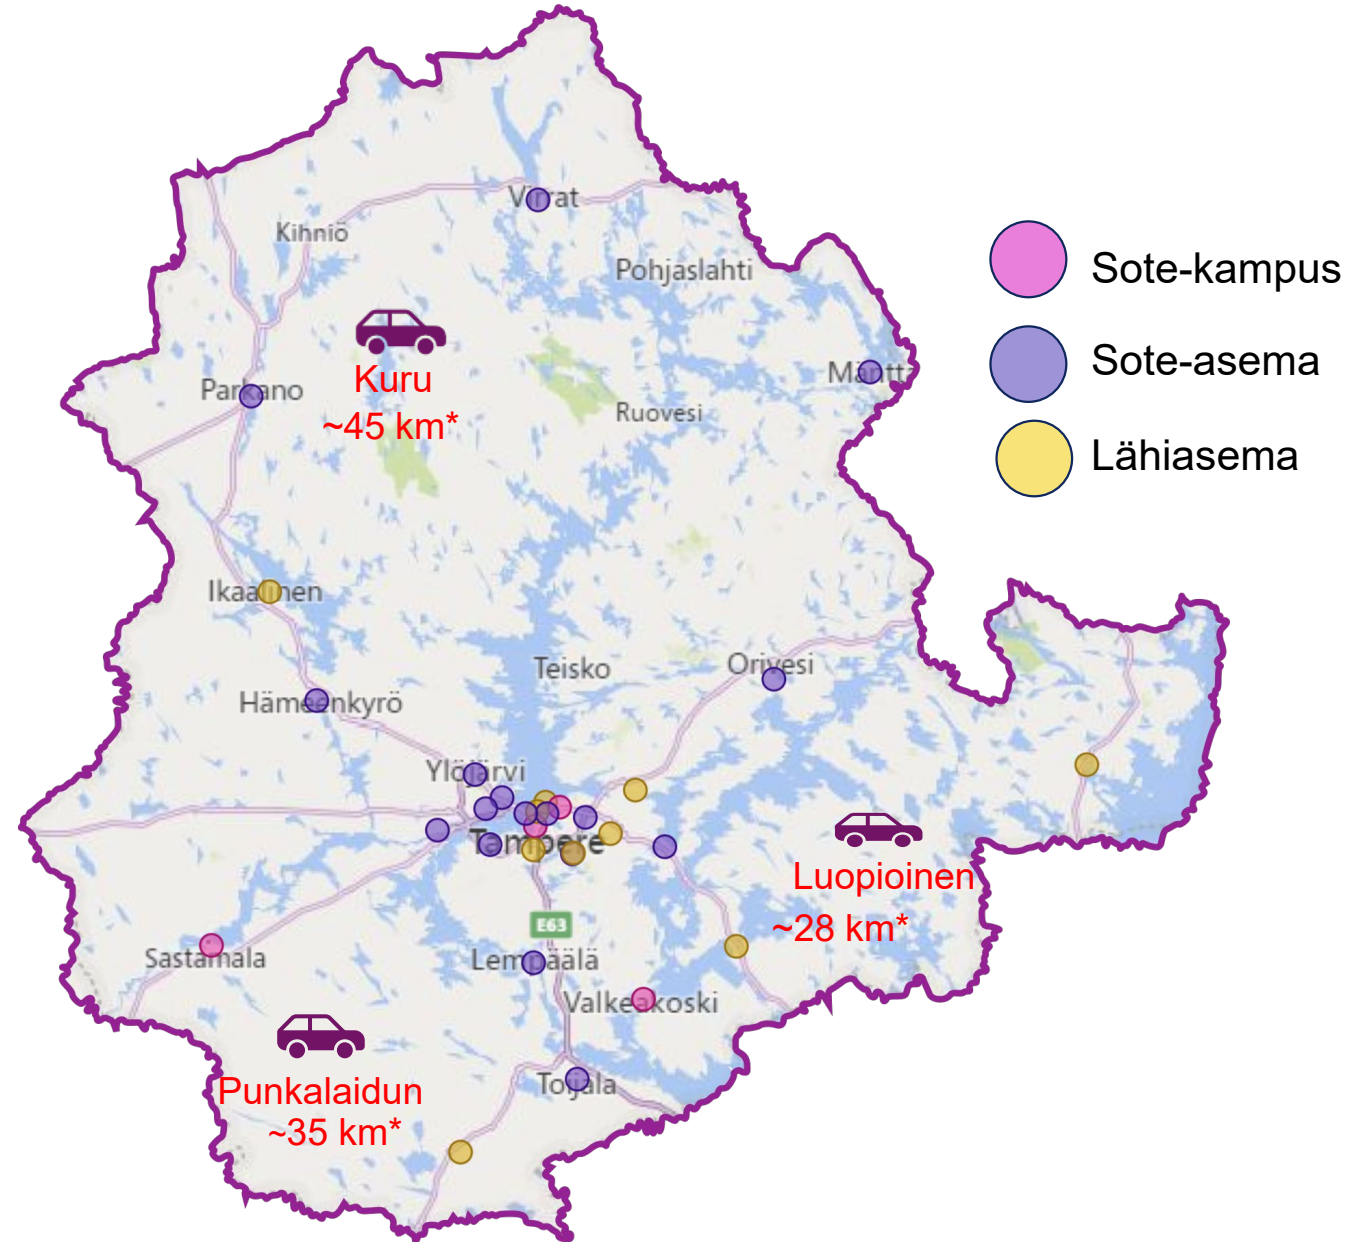 Virrat
Kihniö
Pohjaslahti
Sote-kampus
Sote-asema
Mänttä
Parkano
Kuru
~45 km*
Ruovesi
Lähiasema
Ikaalinen
Teisko
Orivesi
Hämeenkyrö
Ylöjärvi
Tampere
Luopioinen
~28 km*
E63
Sastamala
Lempäälä
Valkeakoski
Punkalaidun
~35 km*
Toijala